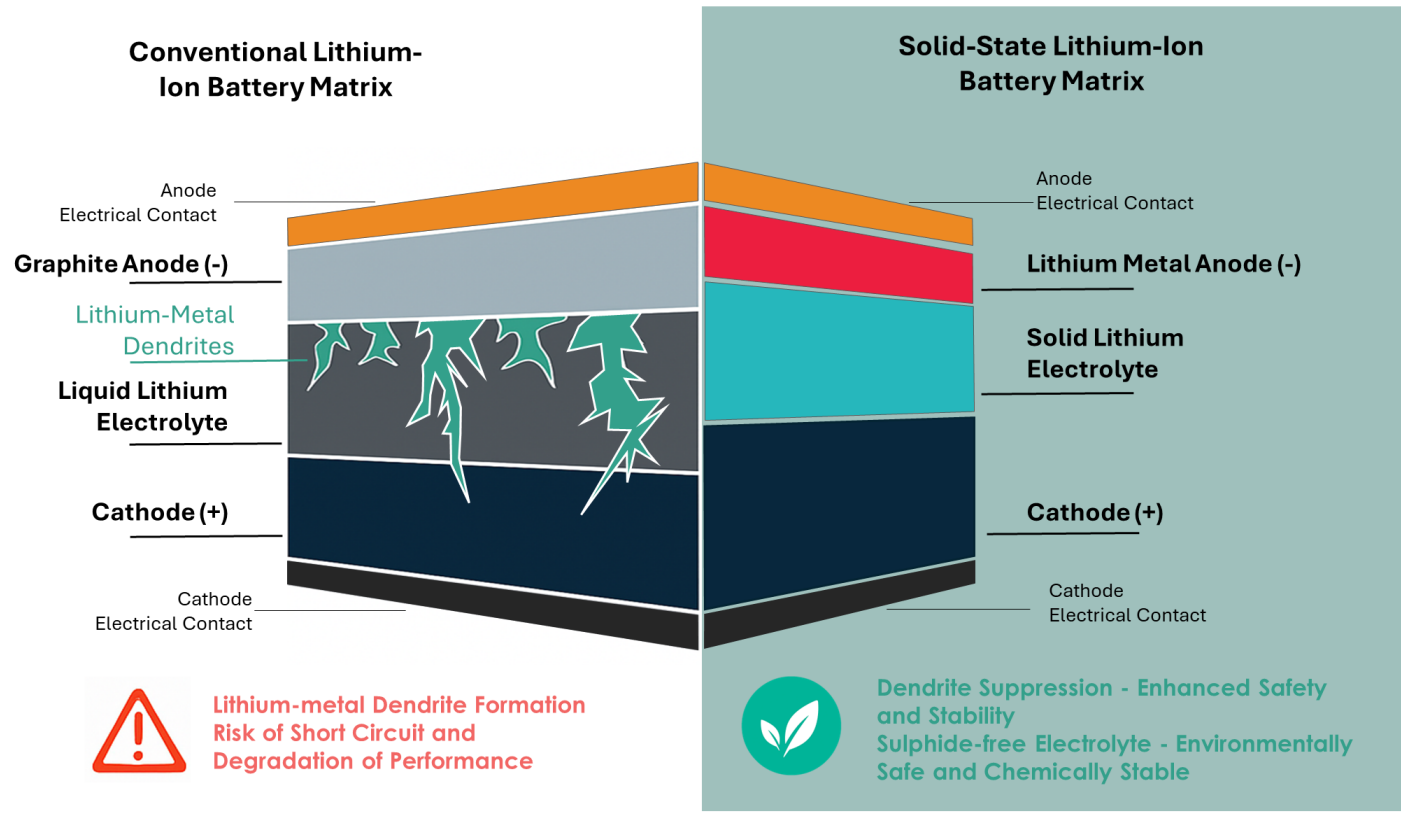 Conventional Lithium-
Ion Battery Matrix
Anode
Electrical Contact
Graphite Anode (-)
Lithium-Metal
Dendrites
Liquid Lithium
Electrolyte
Cathode (+)
Cathode
Electrical Contact
Lithium-metal Dendrite Formation
Risk of Short Circuit and
Degradation of Performance
Solid-State Lithium-Ion
Battery Matrix
Anode
Electrical Contact
Lithium Metal Anode (-)
Solid Lithium
Electrolyte
Cathode (+)
Cathode
Electrical Contact
Dendrite Suppression - Enhanced Safety
and Stability
Sulphide-free Electrolyte - Environmentally
Safe and Chemically Stable